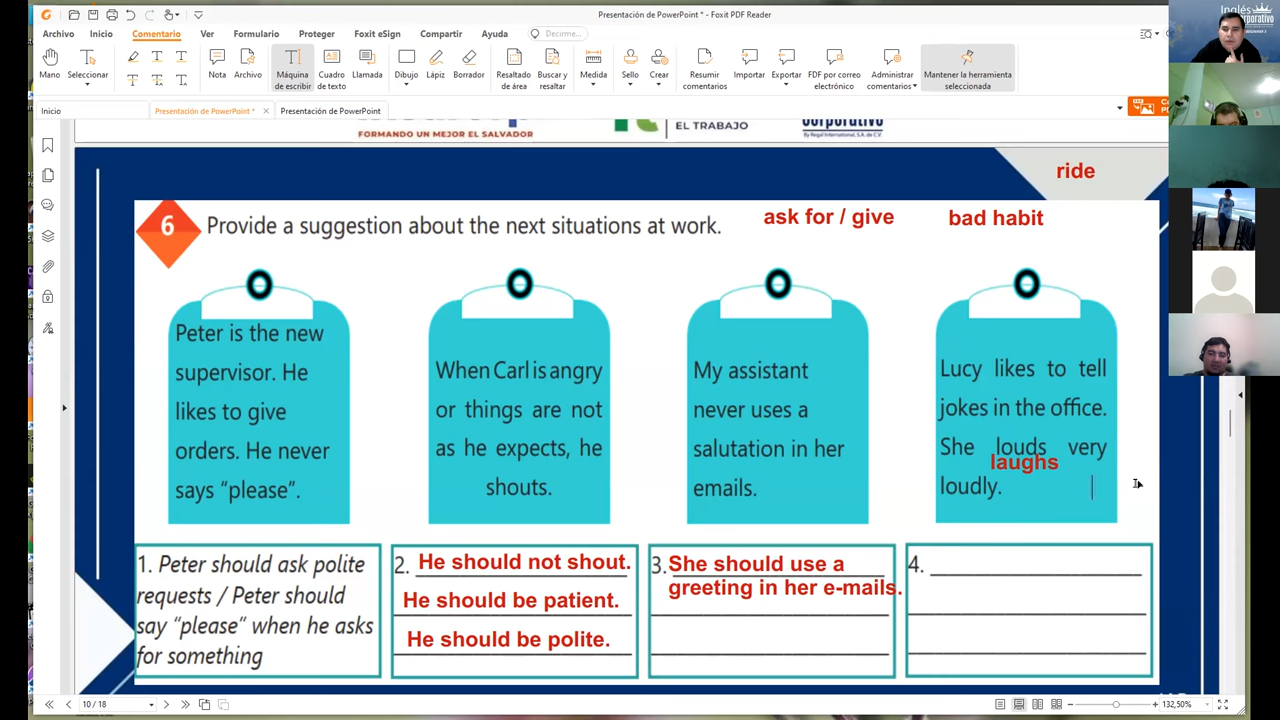 Presentación de PowerPoint * - Foxit PDF Reader
Archivo Inicio Comentario Ver Formulario Proteger Foxit eSign Compartir Ayuda Decirme...
Mano Seleccionar Nota Archivo Máquina de escribir Cuadro de texto Llamada Dibujo Lápiz Borrador Resaltado de área Buscar y resaltar Medida Sello Crear Resumir comentarios Importar Exportar FDF por correo electrónico Administrar comentarios Mantener la herramienta seleccionada
Inicio Presentación de PowerPoint * Presentación de PowerPoint
Inglés
Corporativo
FORMANDO UN MEJOR EL SALVADOR
EL TRABAJO
Corporativo
By Regal International, S.A. de C.V.
ride
6 Provide a suggestion about the next situations at work.
ask for / give
bad habit
Peter is the new
supervisor. He
likes to give
orders. He never
says “please”.
When Carl is angry
or things are not
as he expects, he
shouts.
My assistant
never uses a
salutation in her
emails.
Lucy likes to tell
jokes in the office.
She louds very
laughs
loudly.
1. Peter should ask polite
requests / Peter should
say “please” when he asks
for something
2. He should not shout.
He should be patient.
He should be polite.
3. She should use a
greeting in her e-mails.
4.
10 / 18
132,50%